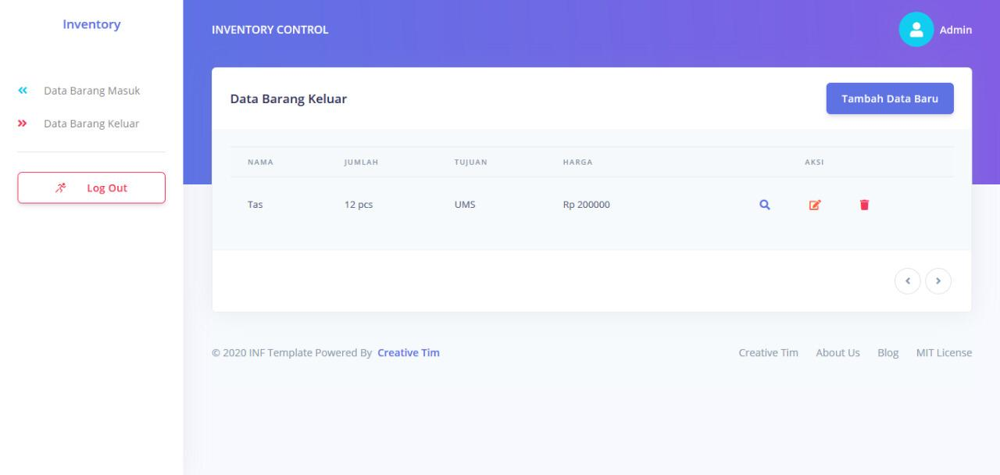 Inventory
Data Barang Masuk
Data Barang Keluar
Log Out
INVENTORY CONTROL
Admin
Data Barang Keluar
Tambah Data Baru
NAMA JUMLAH TUJUAN HARGA AKSI
Tas 12 pcs UMS Rp 200000
© 2020 INF Template Powered By Creative Tim
Creative Tim About Us Blog MIT License